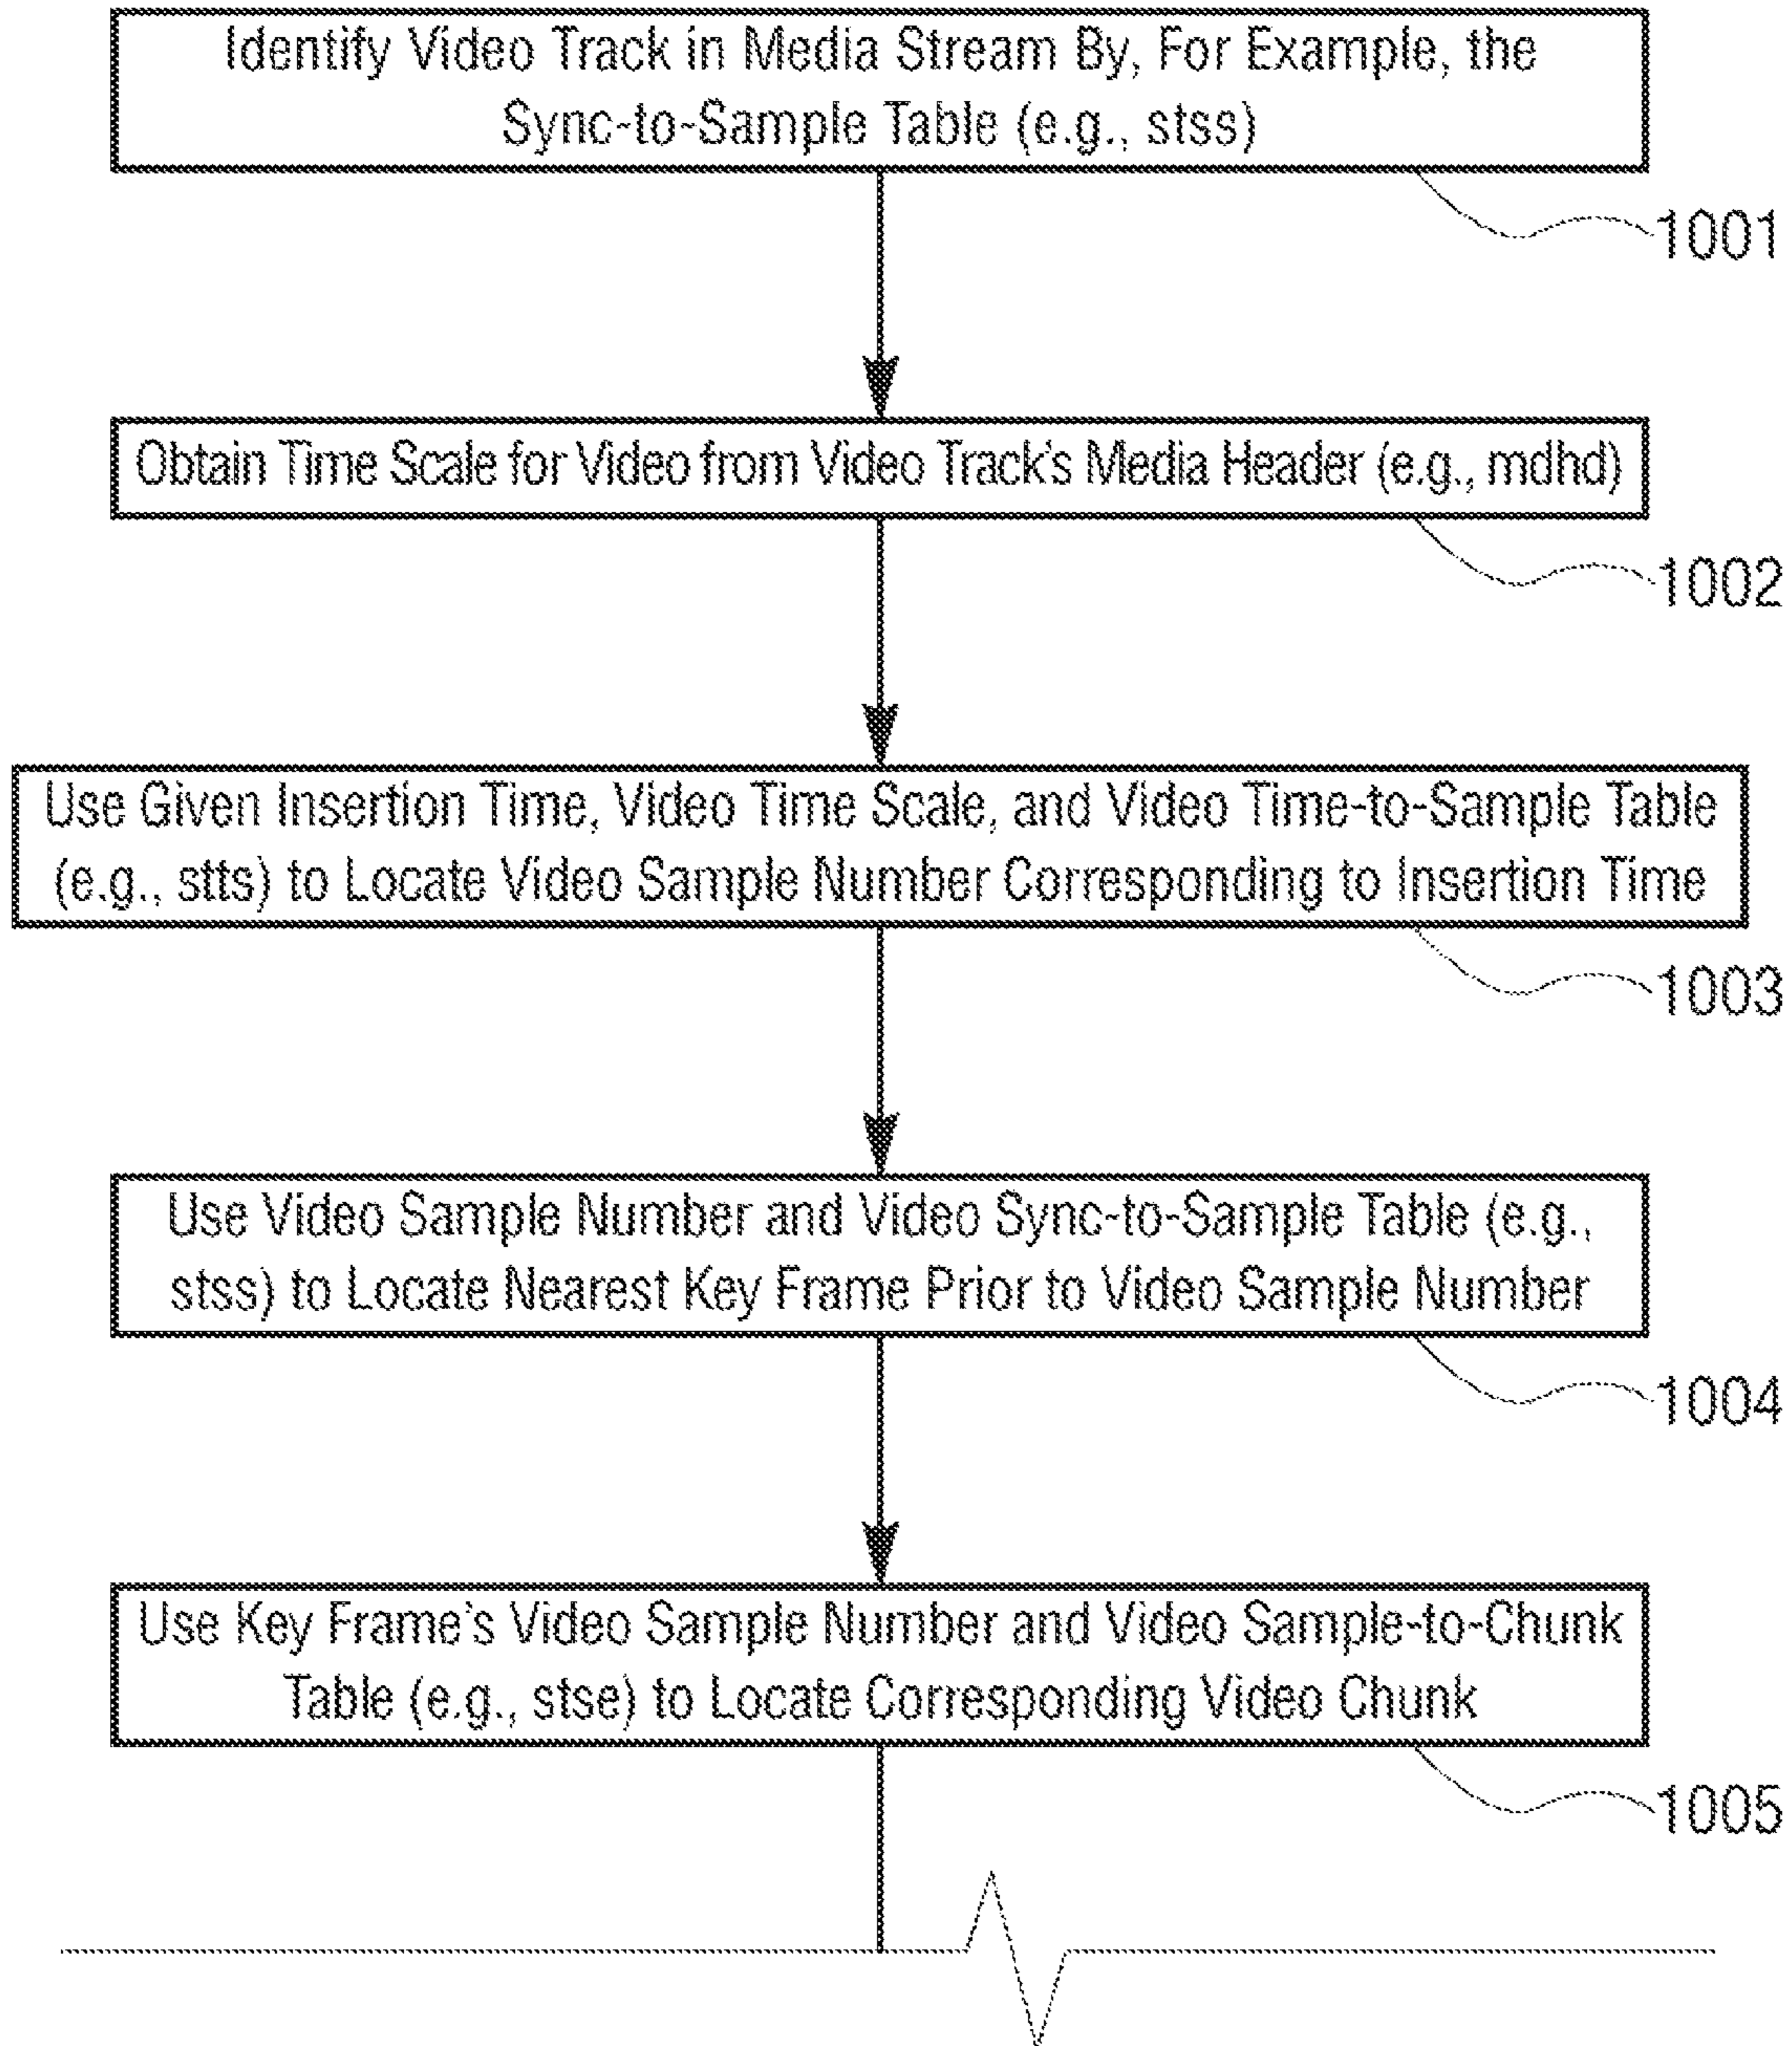 Identify Video Track in Media Stream By, For Example, the
Sync-to-Sample Table (e.g., stss)
1001
Obtain Time Scale for Video from Video Track's Media Header (e.g., mdhd)
1002
Use Given Insertion Time, Video Time Scale, and Video Time-to-Sample Table
(e.g., stts) to Locate Video Sample Number Corresponding to Insertion Time
1003
Use Video Sample Number and Video Sync-to-Sample Table (e.g.,
stss) to Locate Nearest Key Frame Prior to Video Sample Number
1004
Use Key Frame's Video Sample Number and Video Sample-to-Chunk
Table (e.g., stse) to Locate Corresponding Video Chunk
1005